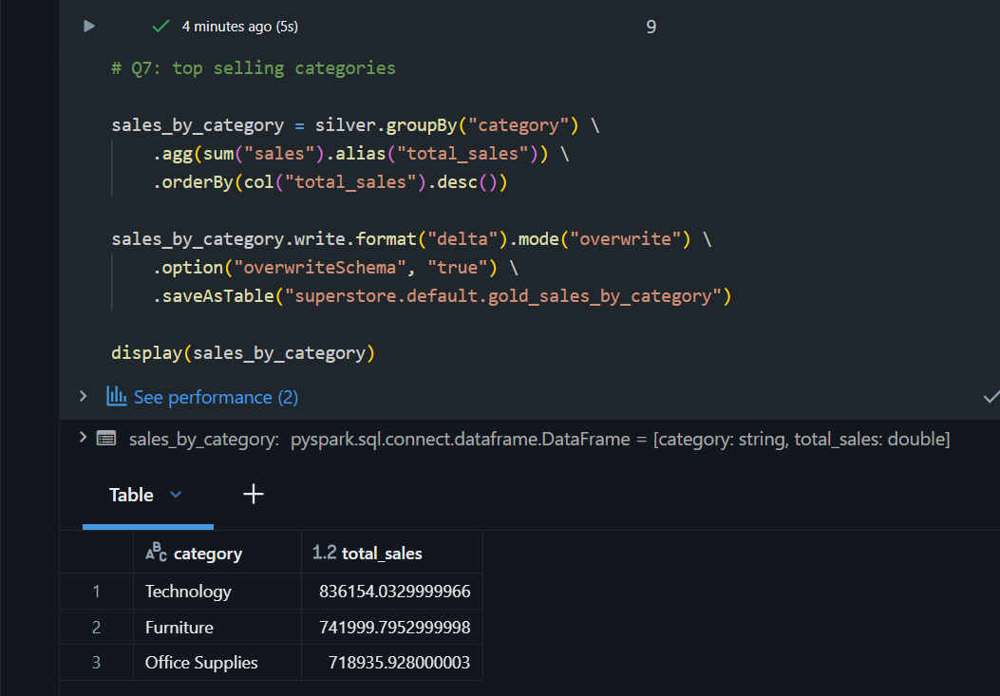 4 minutes ago (5s)
9
# Q7: top selling categories
sales_by_category = silver.groupBy("category") \
.agg(sum("sales").alias("total_sales")) \
.orderBy(col("total_sales").desc())
sales_by_category.write.format("delta").mode("overwrite") \
.option("overwriteSchema", "true") \
.saveAsTable("superstore.default.gold_sales_by_category")
display(sales_by_category)
See performance (2)
sales_by_category: pyspark.sql.connect.dataframe.DataFrame = [category: string, total_sales: double]
Table
ABC category 1.2 total_sales
1 Technology 836154.0329999966
2 Furniture 741999.7952999998
3 Office Supplies 718935.928000003